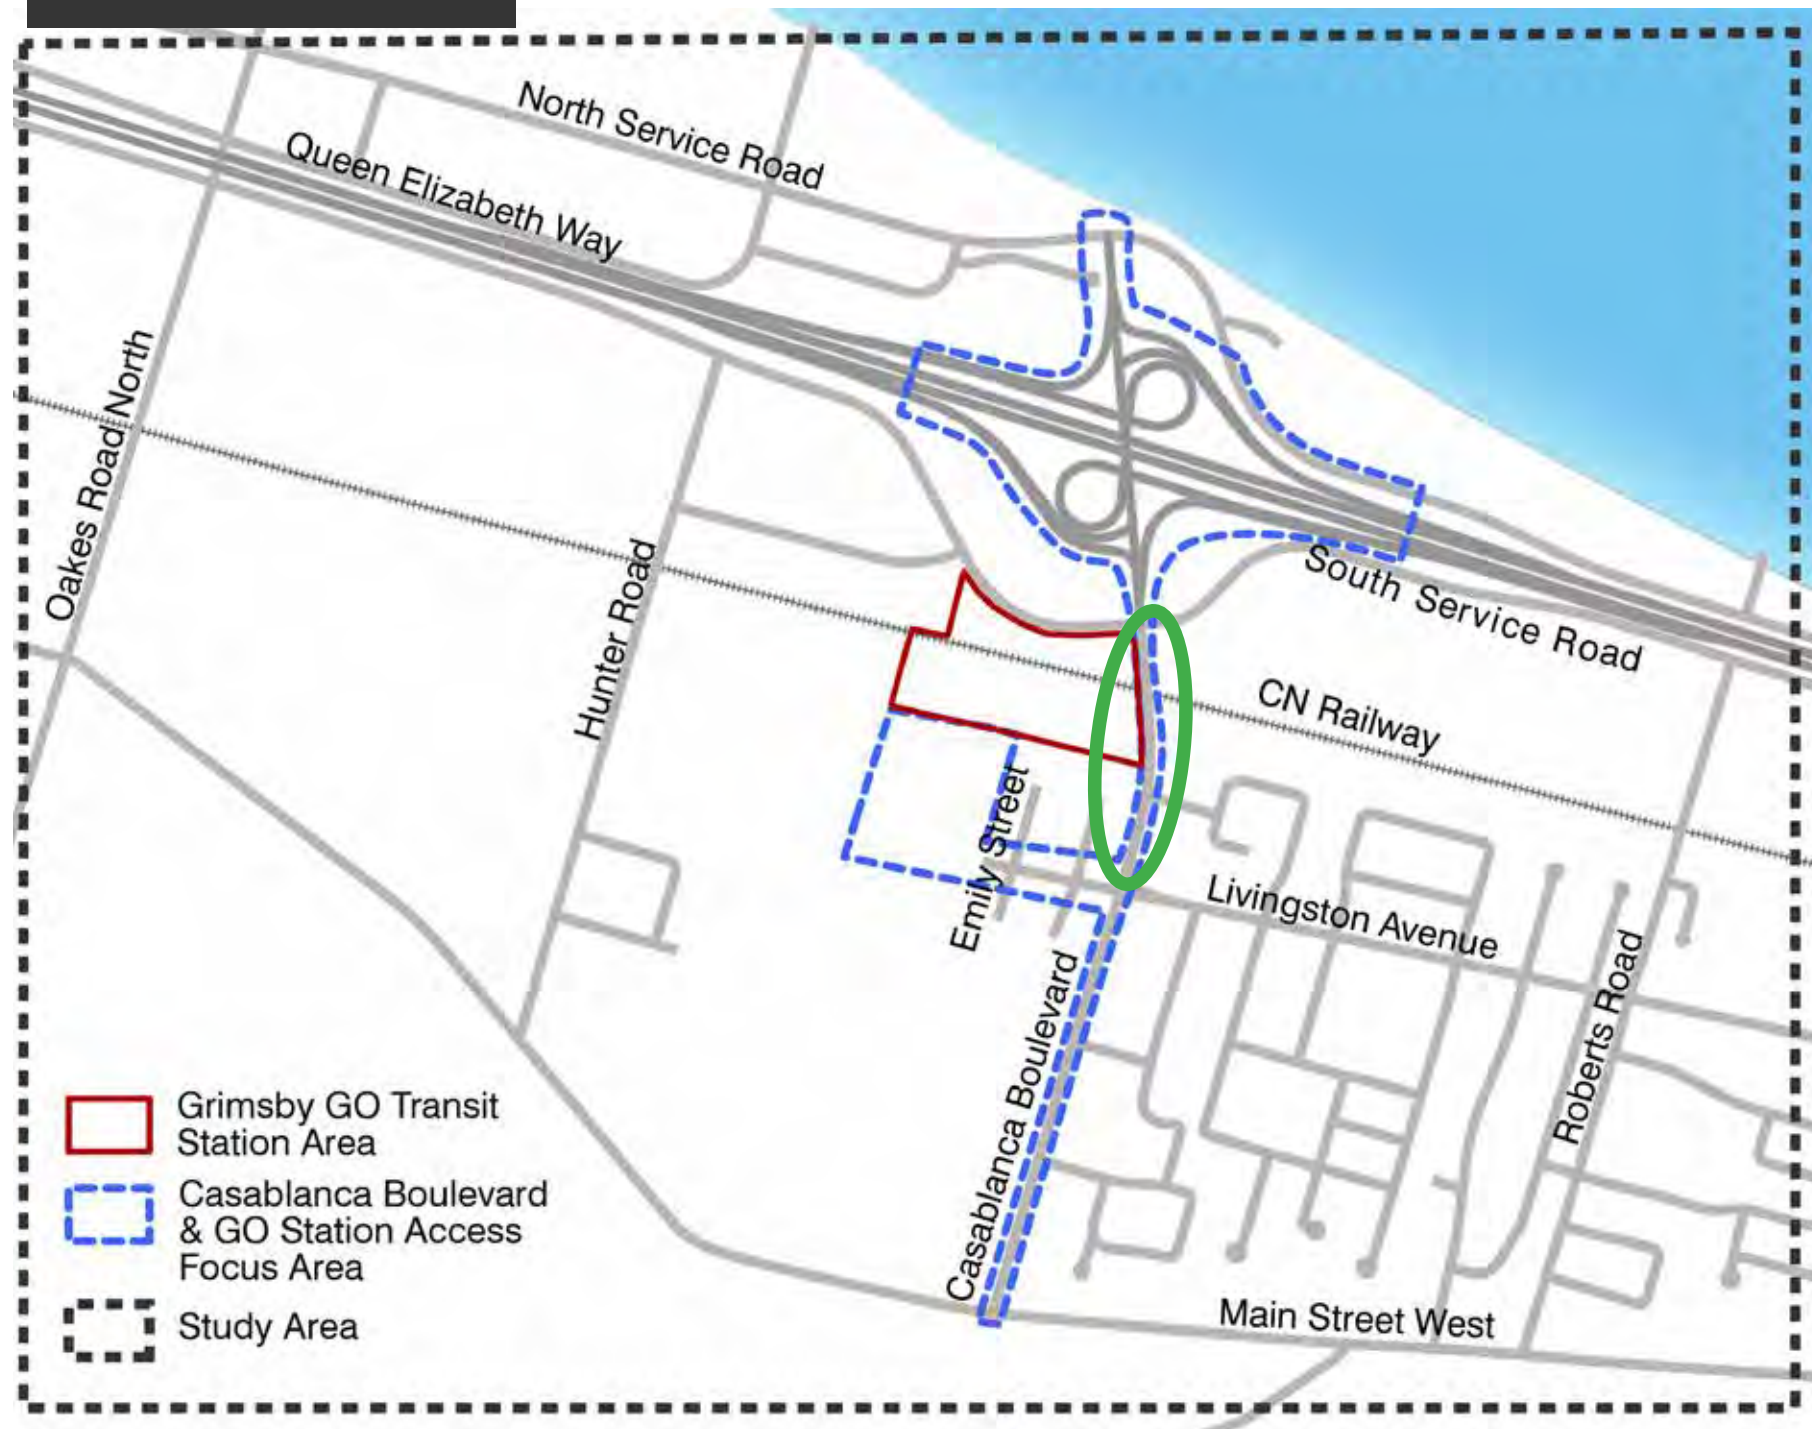 North Service Road
Queen Elizabeth Way
Oakes Road North
Hunter Road
South Service Road
CN Railway
Emily Street
Livingston Avenue
Casablanca Boulevard
Roberts Road
Main Street West
Grimsby GO Transit
Station Area
Casablanca Boulevard
& GO Station Access
Focus Area
Study Area